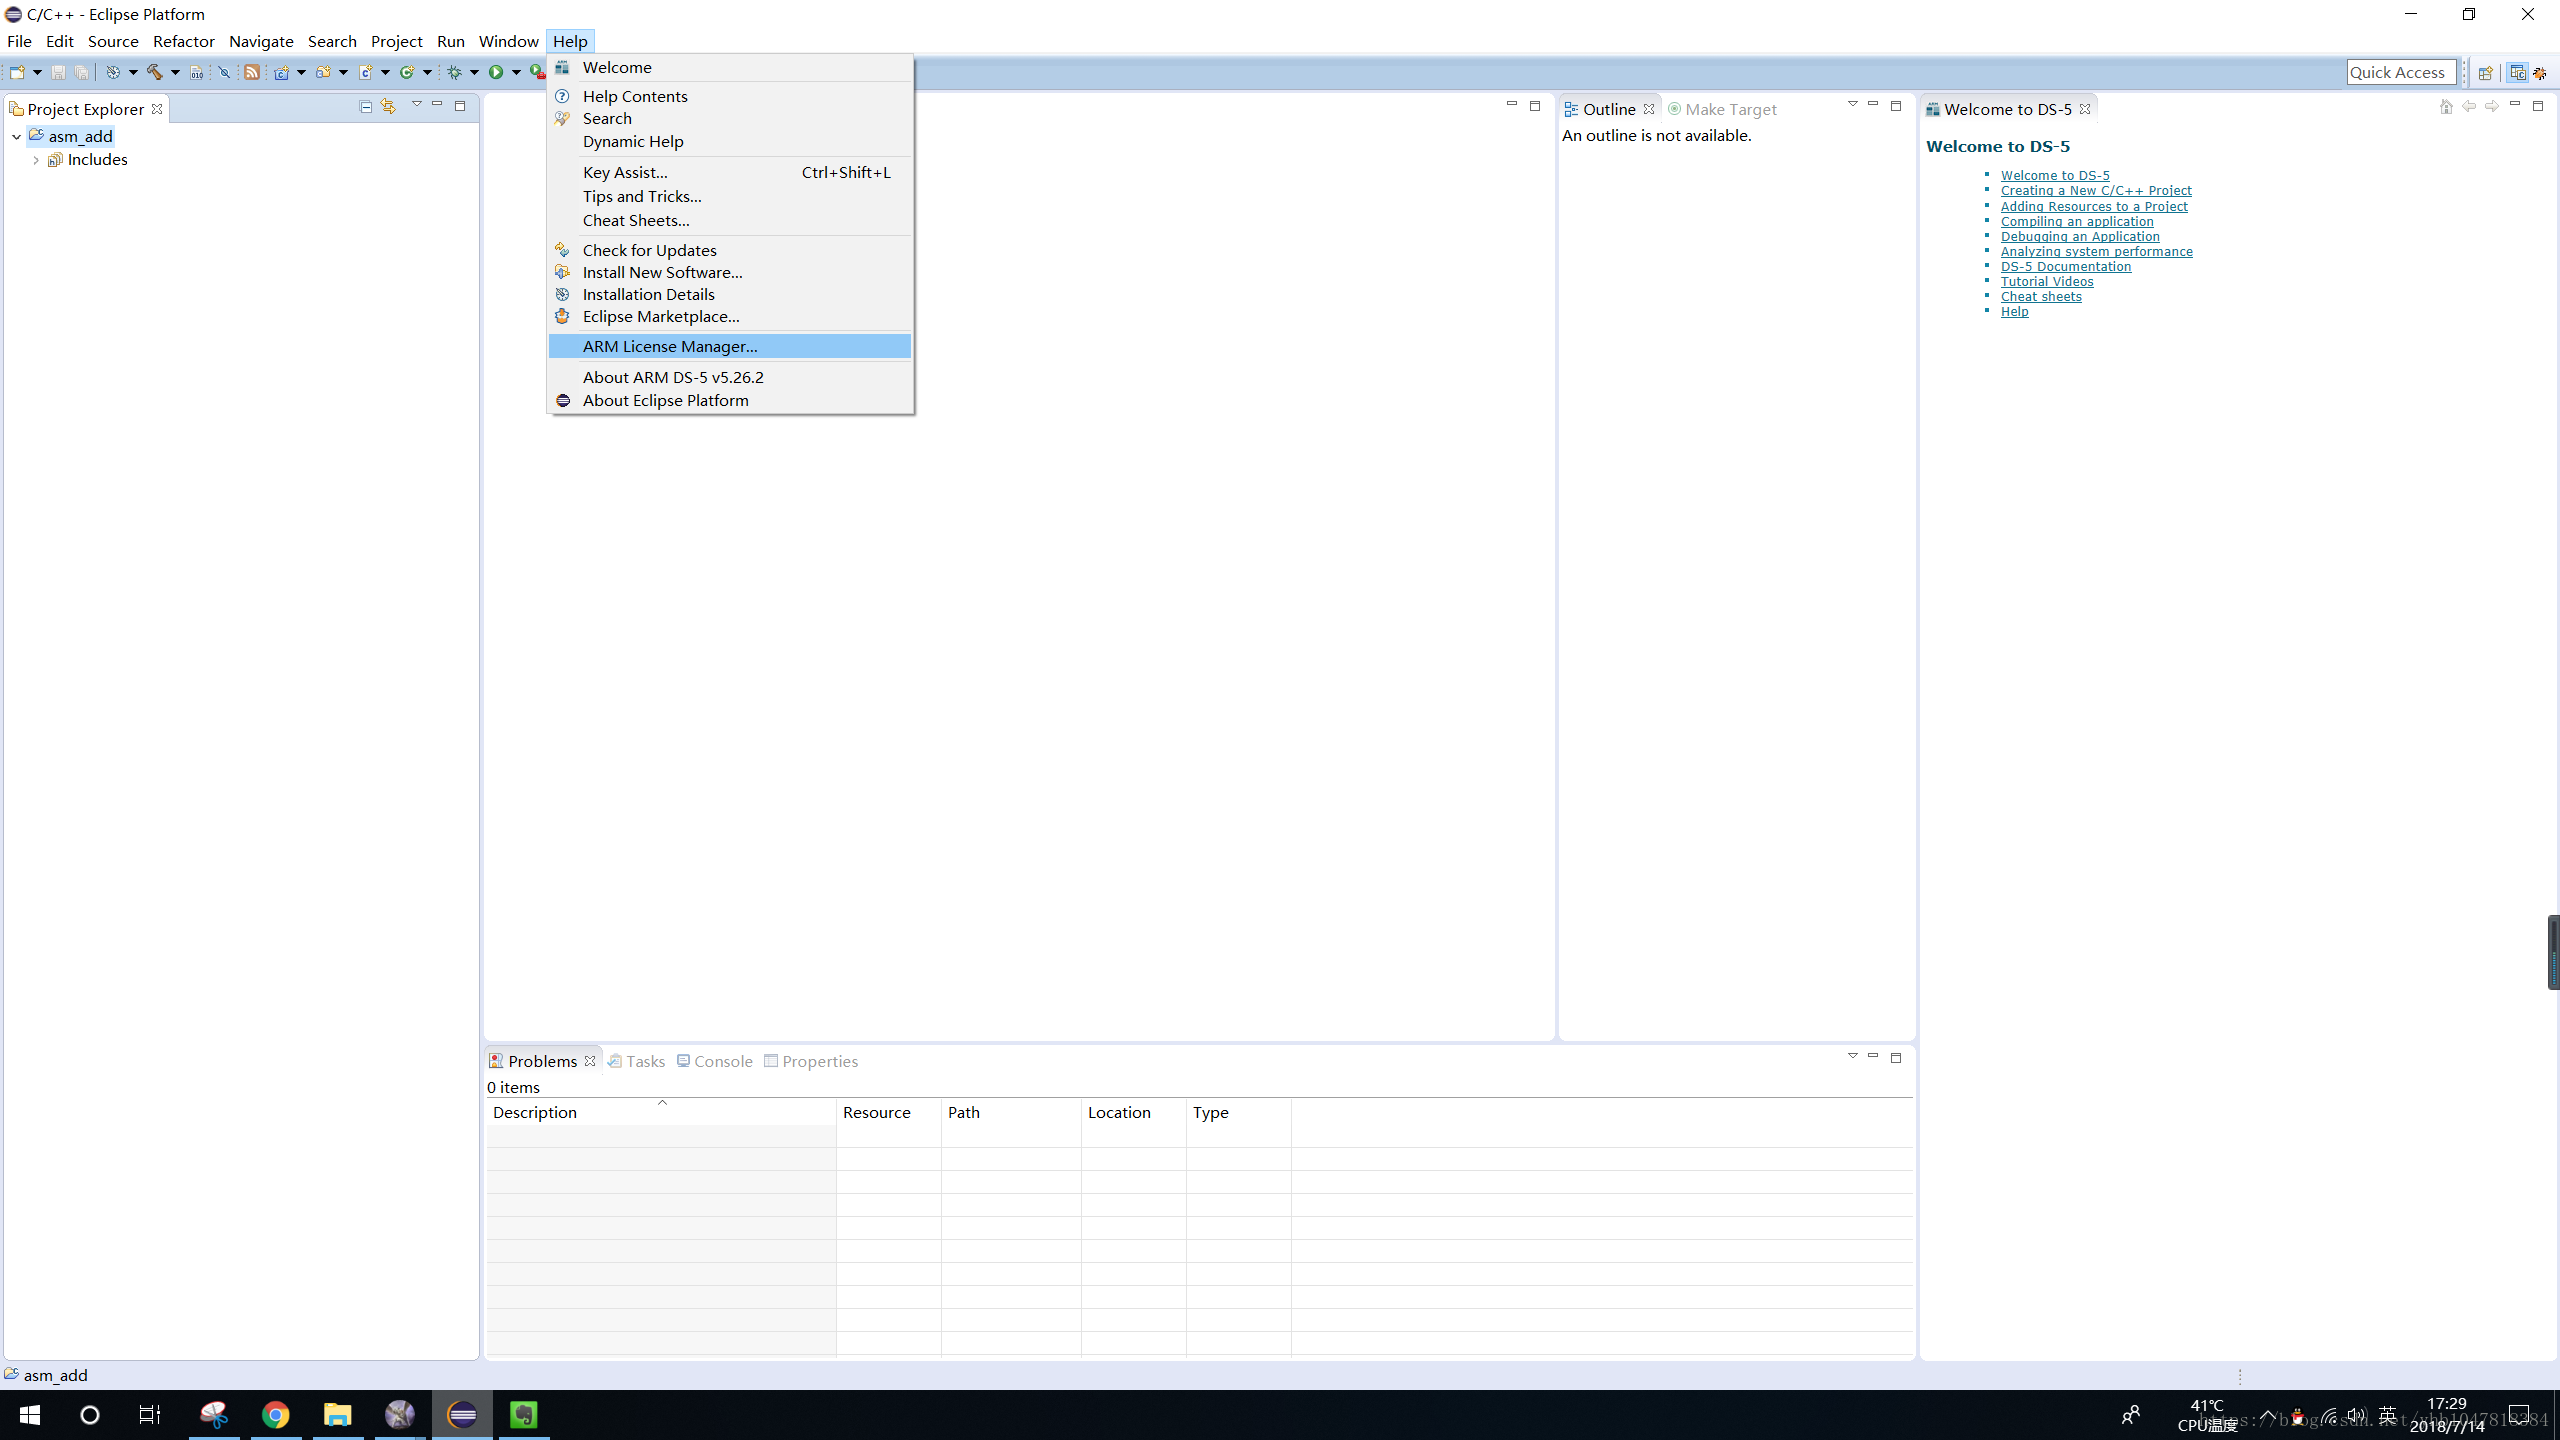 C/C++ - Eclipse Platform
File Edit Source Refactor Navigate Search Project Run Window Help
Quick Access
Welcome
Help Contents
Search
Dynamic Help
Key Assist... Ctrl+Shift+L
Tips and Tricks...
Cheat Sheets...
Check for Updates
Install New Software...
Installation Details
Eclipse Marketplace...
ARM License Manager...
About ARM DS-5 v5.26.2
About Eclipse Platform
Project Explorer
asm_add
Includes
Outline Make Target
An outline is not available.
Welcome to DS-5
Welcome to DS-5
Welcome to DS-5
Creating a New C/C++ Project
Adding Resources to a Project
Compiling an application
Debugging an Application
Analyzing system performance
DS-5 Documentation
Tutorial Videos
Cheat sheets
Help
Problems Tasks Console Properties
0 items
Description Resource Path Location Type
asm_add
41℃
CPU温度
英
17:29
2018/7/14